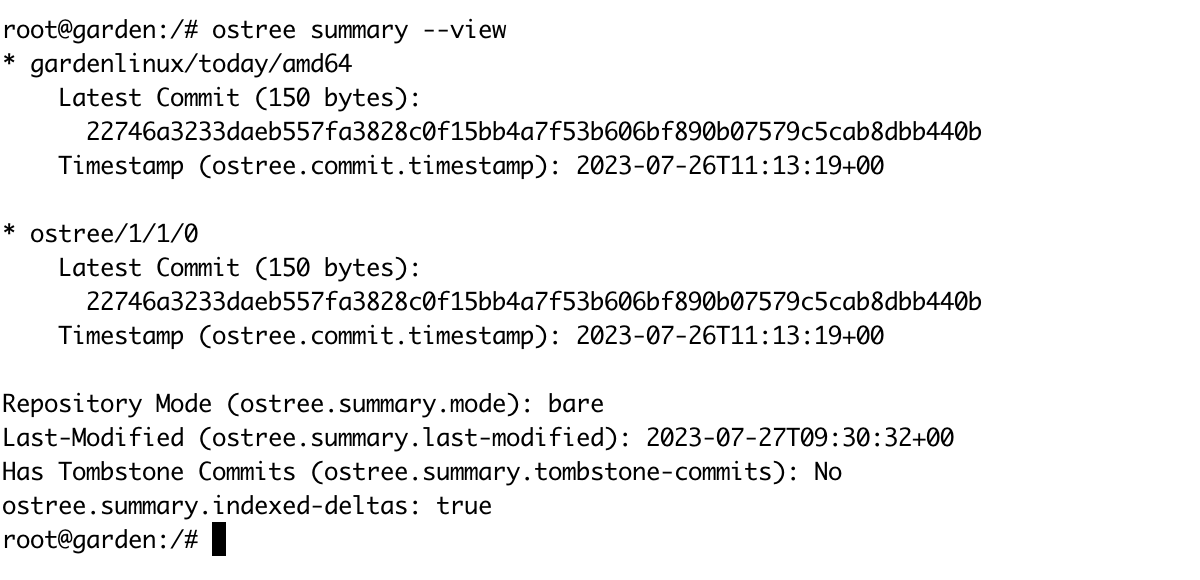 root@garden:/# ostree summary --view
* gardenlinux/today/amd64
    Latest Commit (150 bytes):
      22746a3233daeb557fa3828c0f15bb4a7f53b606bf890b07579c5cab8dbb440b
    Timestamp (ostree.commit.timestamp): 2023-07-26T11:13:19+00

* ostree/1/1/0
    Latest Commit (150 bytes):
      22746a3233daeb557fa3828c0f15bb4a7f53b606bf890b07579c5cab8dbb440b
    Timestamp (ostree.commit.timestamp): 2023-07-26T11:13:19+00

Repository Mode (ostree.summary.mode): bare
Last-Modified (ostree.summary.last-modified): 2023-07-27T09:30:32+00
Has Tombstone Commits (ostree.summary.tombstone-commits): No
ostree.summary.indexed-deltas: true
root@garden:/#